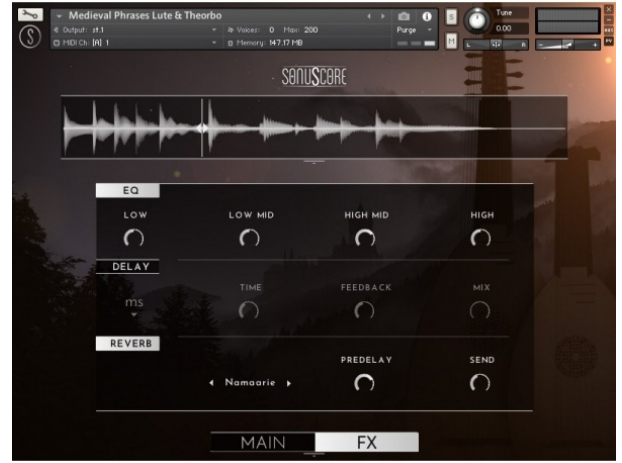 Medieval Phrases Lute & Theorbo
Output: st.1
Voices: 0 Max: 200
Purge
MIDI Ch: [A] 1
Memory: 147.17 MB
S
M
Tune
0.00
L R
- +
AUX
PV
SONUSCORE
EQ
LOW LOW MID HIGH MID HIGH
DELAY
ms
TIME FEEDBACK MIX
REVERB
PREDELAY SEND
Namaarie
MAIN FX